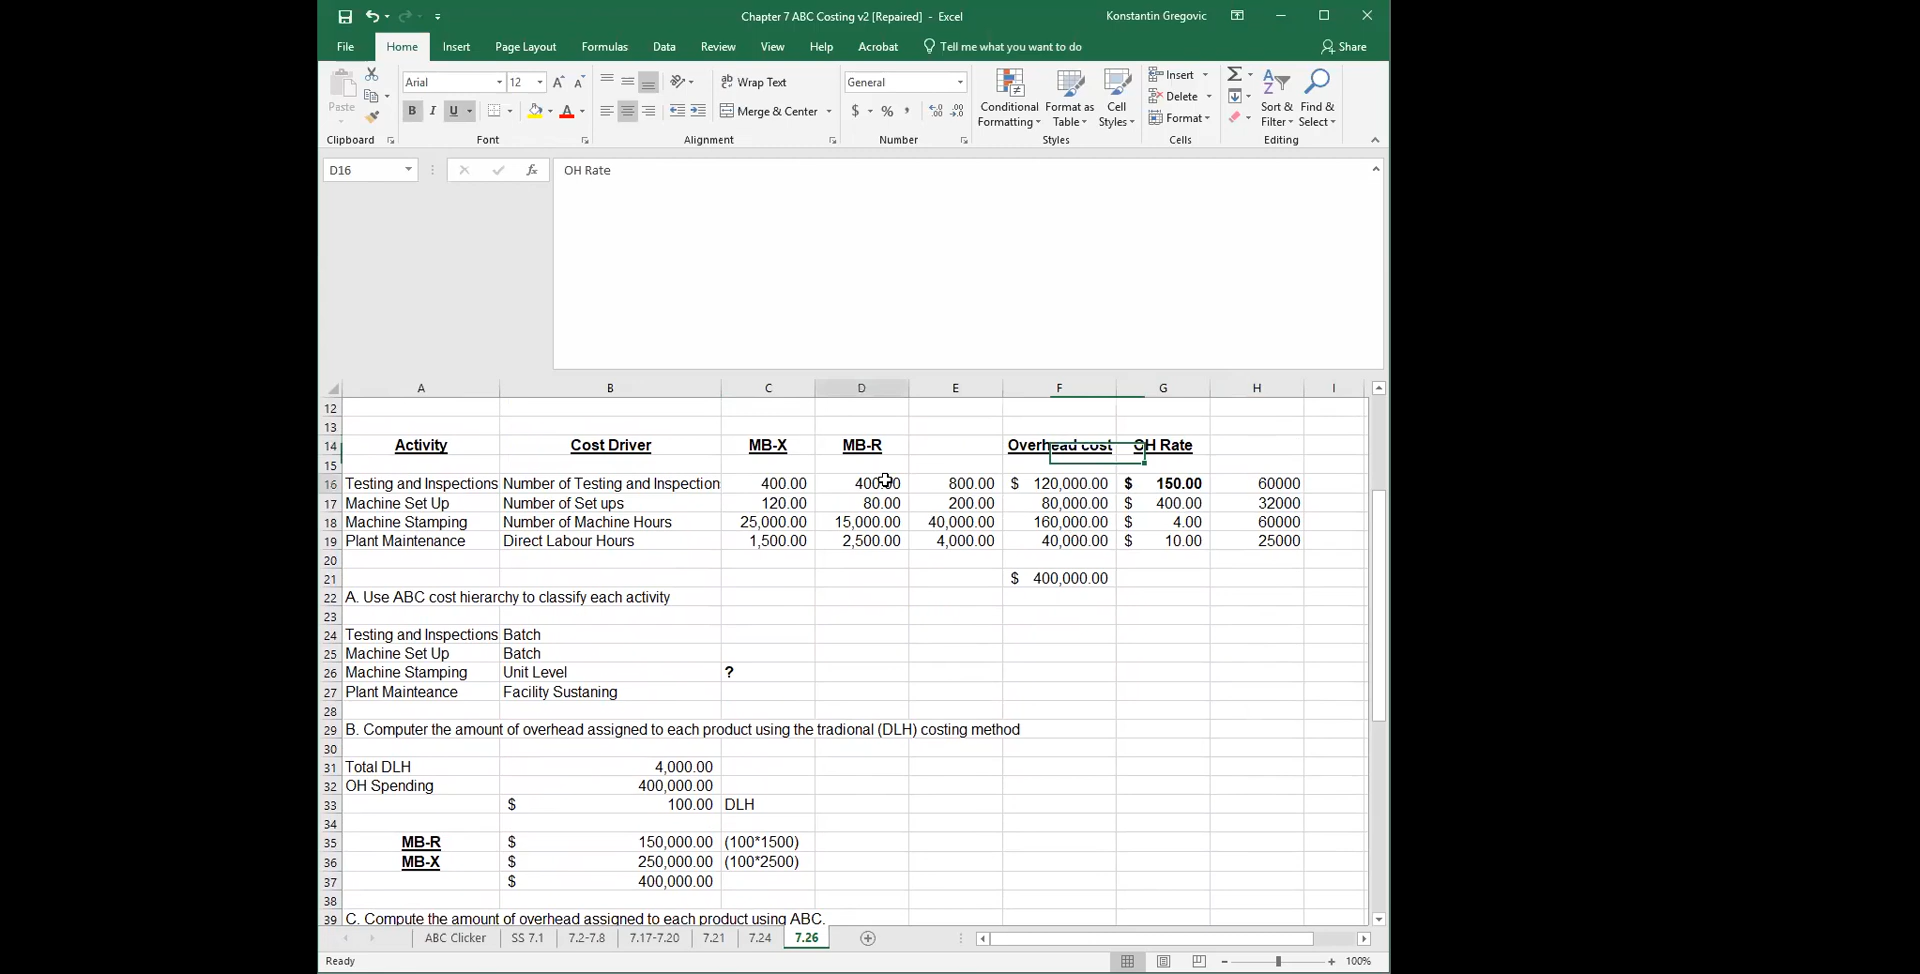 Chapter 7 ABC Costing v2 [Repaired] - Excel
Konstantin Gregovic
File Home Insert Page Layout Formulas Data Review View Help Acrobat Tell me what you want to do Share
Arial 12 Wrap Text General Insert
Paste B I U Merge & Center $ % , Conditional Formatting Format as Table Cell Styles Delete Sort & Filter Find & Select
Format
Clipboard Font Alignment Number Styles Cells Editing
D16 fx OH Rate
A B C D E F G H I
12
13
14 Activity Cost Driver MB-X MB-R Overhead cost OH Rate
15
16 Testing and Inspections Number of Testing and Inspection 400.00 400.00 800.00 $ 120,000.00 $ 150.00 60000
17 Machine Set Up Number of Set ups 120.00 80.00 200.00 80,000.00 $ 400.00 32000
18 Machine Stamping Number of Machine Hours 25,000.00 15,000.00 40,000.00 160,000.00 $ 4.00 60000
19 Plant Maintenance Direct Labour Hours 1,500.00 2,500.00 4,000.00 40,000.00 $ 10.00 25000
20
21 $ 400,000.00
22 A. Use ABC cost hierarchy to classify each activity
23
24 Testing and Inspections Batch
25 Machine Set Up Batch
26 Machine Stamping Unit Level ?
27 Plant Mainteance Facility Sustaning
28
29 B. Computer the amount of overhead assigned to each product using the tradional (DLH) costing method
30
31 Total DLH 4,000.00
32 OH Spending 400,000.00
33 $ 100.00 DLH
34
35 MB-R $ 150,000.00 (100*1500)
36 MB-X $ 250,000.00 (100*2500)
37 $ 400,000.00
38
39 C. Compute the amount of overhead assigned to each product using ABC.
ABC Clicker SS 7.1 7.2-7.8 7.17-7.20 7.21 7.24 7.26
Ready 100%